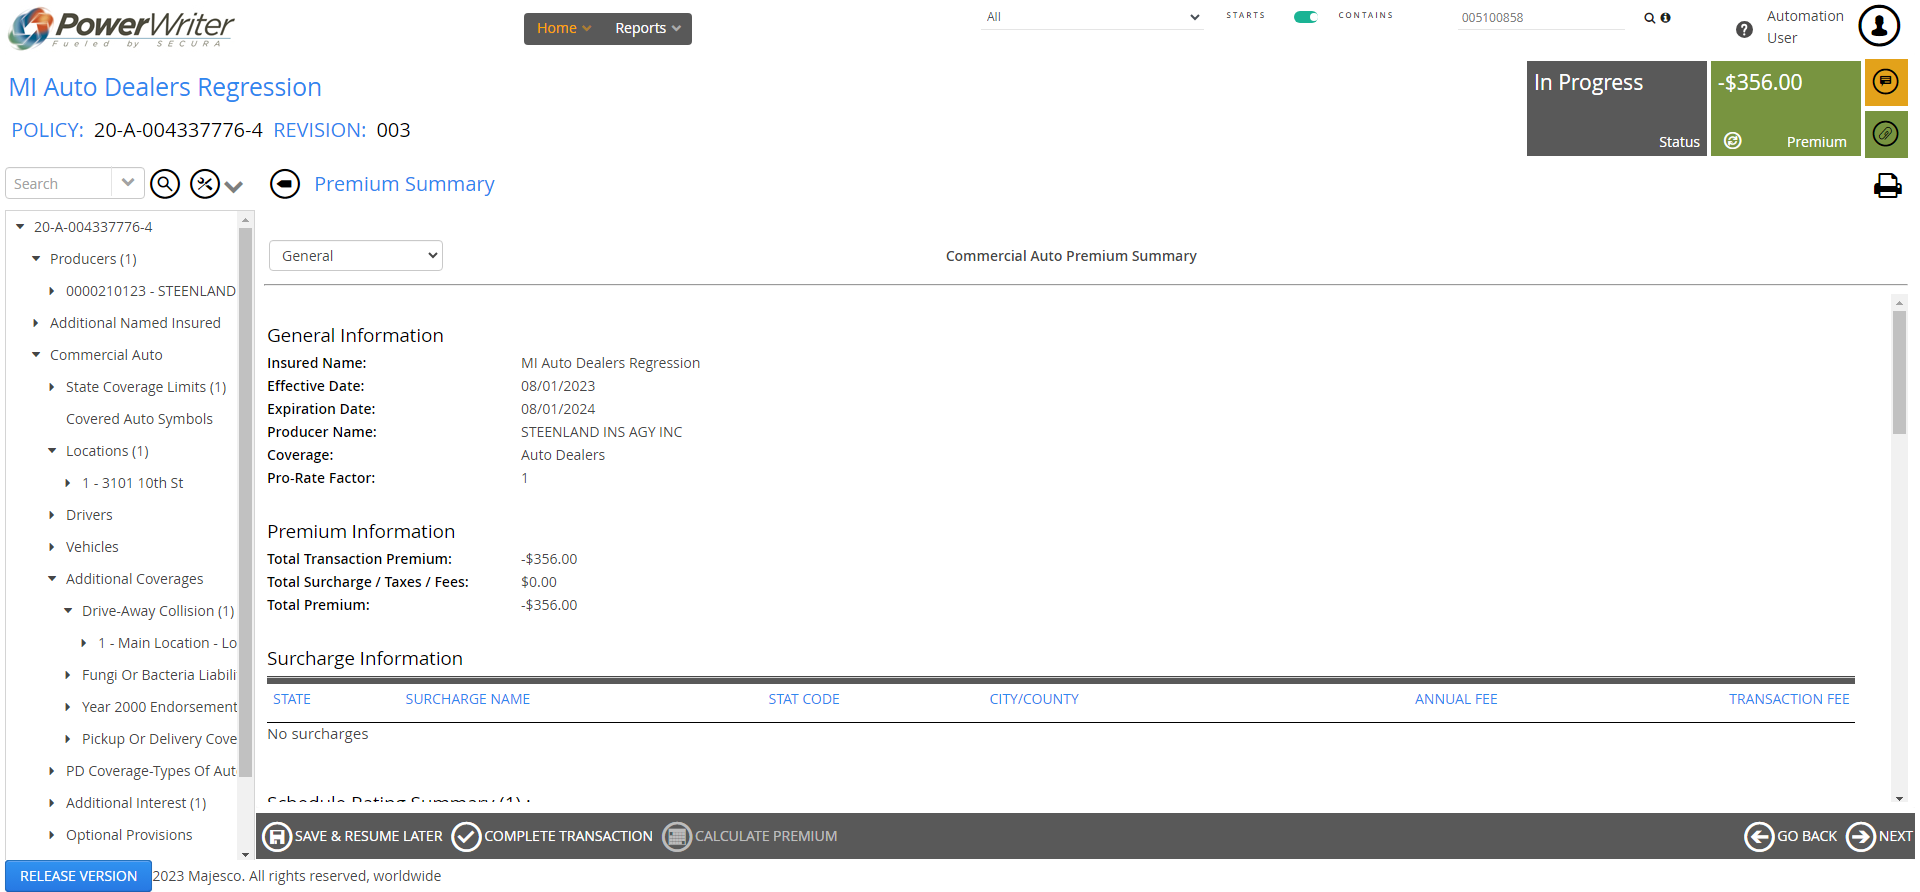 PowerWriter
Fueled by SECURA
Home
Reports
All
STARTS
CONTAINS
005100858
Automation
User
MI Auto Dealers Regression
POLICY: 20-A-004337776-4 REVISION: 003
In Progress
Status
-$356.00
Premium
Search
Premium Summary
20-A-004337776-4
Producers (1)
0000210123 - STEENLAND
Additional Named Insured
Commercial Auto
State Coverage Limits (1)
Covered Auto Symbols
Locations (1)
1 - 3101 10th St
Drivers
Vehicles
Additional Coverages
Drive-Away Collision (1)
1 - Main Location - Lo
Fungi Or Bacteria Liabili
Year 2000 Endorsement
Pickup Or Delivery Cove
PD Coverage-Types Of Aut
Additional Interest (1)
Optional Provisions
General
Commercial Auto Premium Summary
General Information
Insured Name: MI Auto Dealers Regression
Effective Date: 08/01/2023
Expiration Date: 08/01/2024
Producer Name: STEENLAND INS AGY INC
Coverage: Auto Dealers
Pro-Rate Factor: 1
Premium Information
Total Transaction Premium: -$356.00
Total Surcharge / Taxes / Fees: $0.00
Total Premium: -$356.00
Surcharge Information
STATE SURCHARGE NAME STAT CODE CITY/COUNTY ANNUAL FEE TRANSACTION FEE
No surcharges
Schedule Rating Summary (1) :
SAVE & RESUME LATER
COMPLETE TRANSACTION
CALCULATE PREMIUM
GO BACK
NEXT
RELEASE VERSION
2023 Majesco. All rights reserved, worldwide